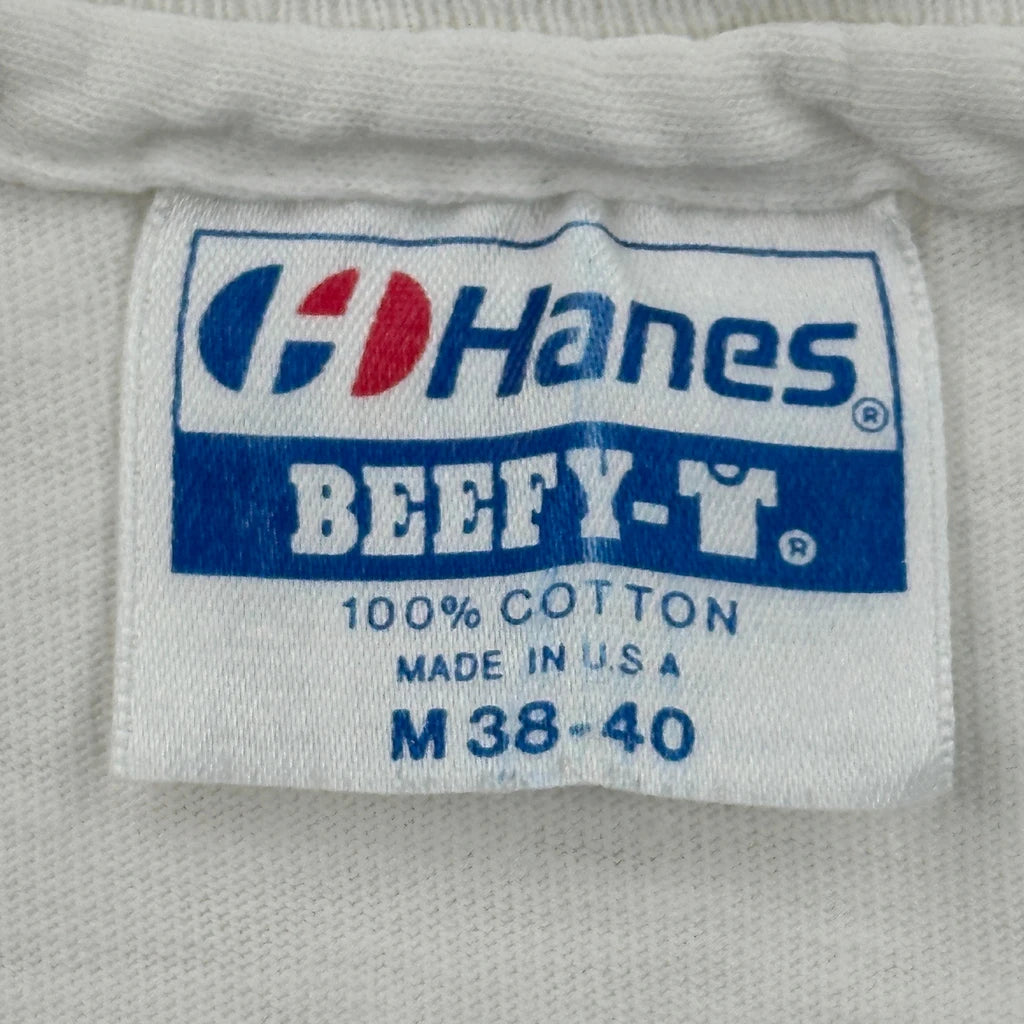 Hanes®
BEEFY-T®
100% COTTON
MADE IN U.S.A
M 38-40